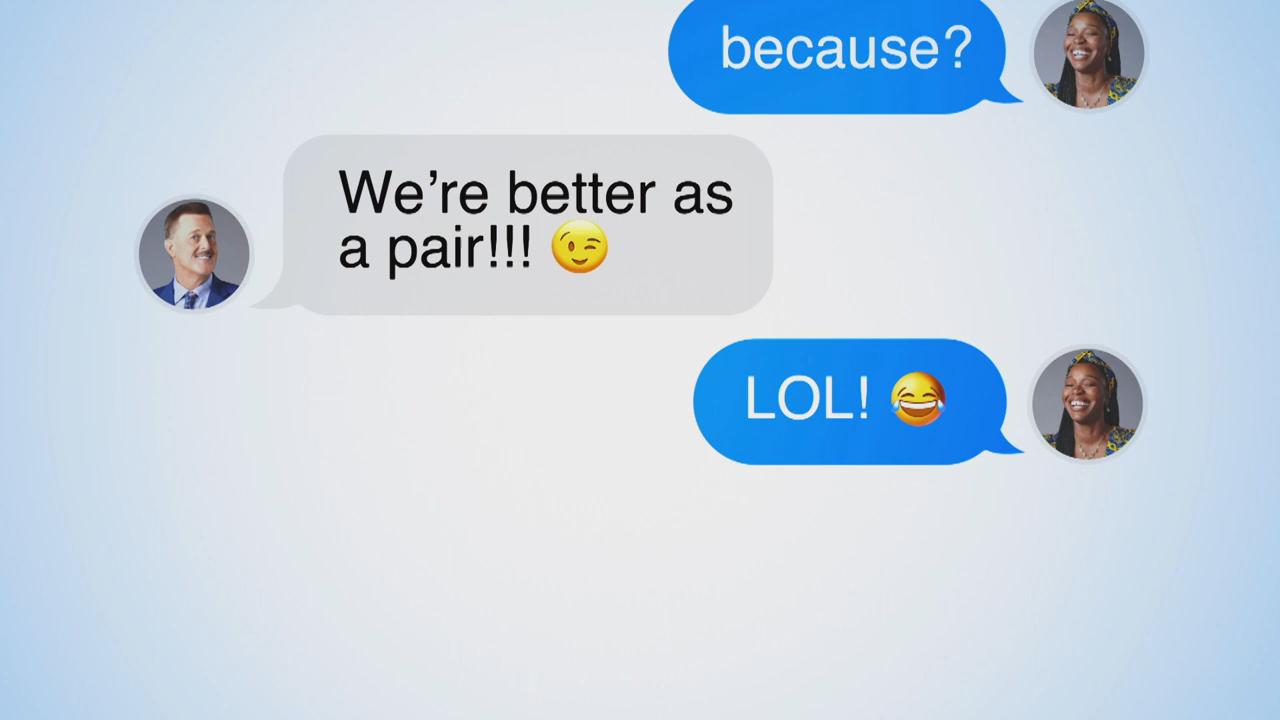 because?
We’re better as
a pair!!! 😉
LOL! 😂